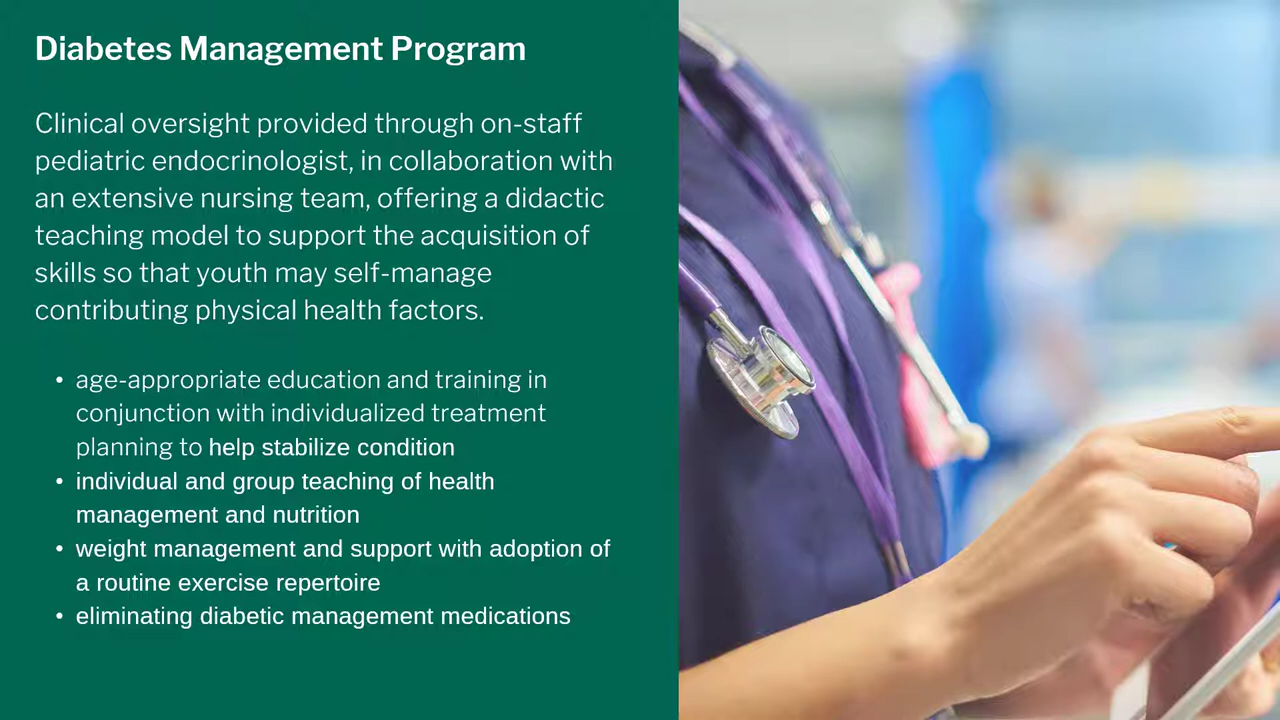 Diabetes Management Program
Clinical oversight provided through on-staff
pediatric endocrinologist, in collaboration with
an extensive nursing team, offering a didactic
teaching model to support the acquisition of
skills so that youth may self-manage
contributing physical health factors.
• age-appropriate education and training in
conjunction with individualized treatment
planning to help stabilize condition
• individual and group teaching of health
management and nutrition
• weight management and support with adoption of
a routine exercise repertoire
• eliminating diabetic management medications